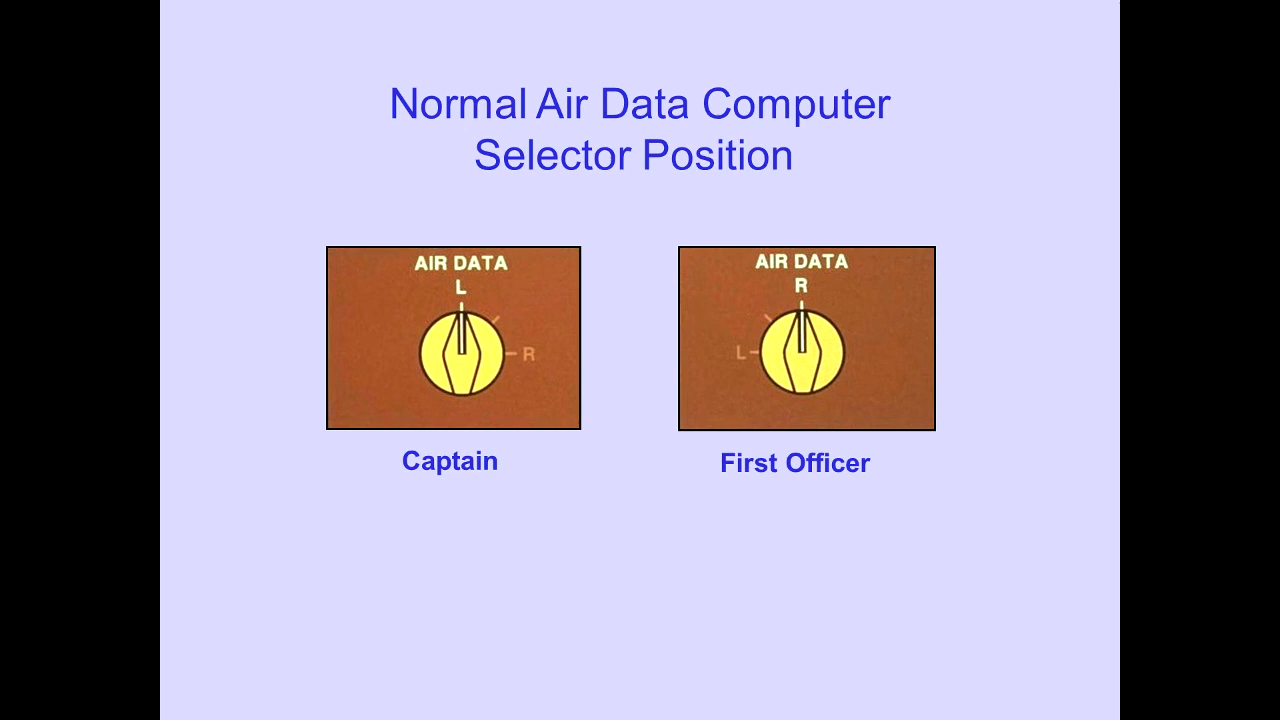 Normal Air Data Computer
Selector Position
AIR DATA
L
R
Captain
AIR DATA
R
L
First Officer